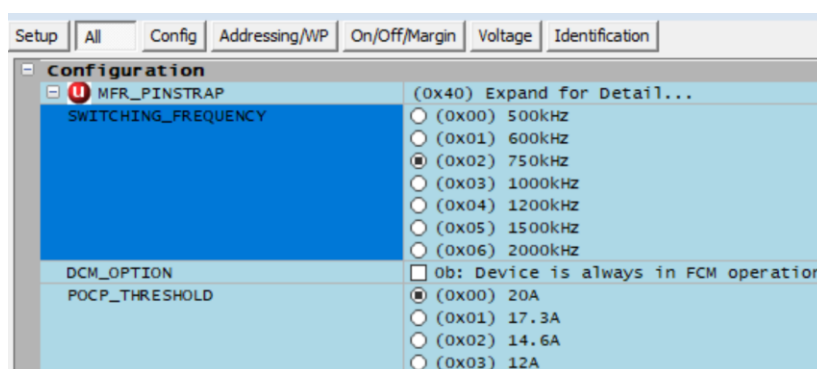 Setup All Config Addressing/WP On/Off/Margin Voltage Identification
Configuration
U MFR_PINSTRAP (0x40) Expand for Detail...
SWITCHING_FREQUENCY (0x00) 500kHz
(0x01) 600kHz
(0x02) 750kHz
(0x03) 1000kHz
(0x04) 1200kHz
(0x05) 1500kHz
(0x06) 2000kHz
DCM_OPTION 0b: Device is always in FCM operation
POCP_THRESHOLD (0x00) 20A
(0x01) 17.3A
(0x02) 14.6A
(0x03) 12A